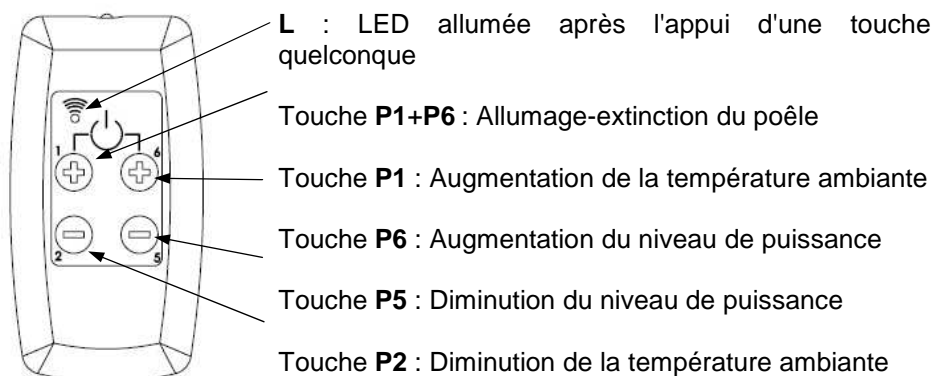 L : LED allumée après l'appui d'une touche
quelconque
Touche P1+P6 : Allumage-extinction du poêle
1
6
Touche P1 : Augmentation de la température ambiante
Touche P6 : Augmentation du niveau de puissance
2
5
Touche P5 : Diminution du niveau de puissance
Touche P2 : Diminution de la température ambiante